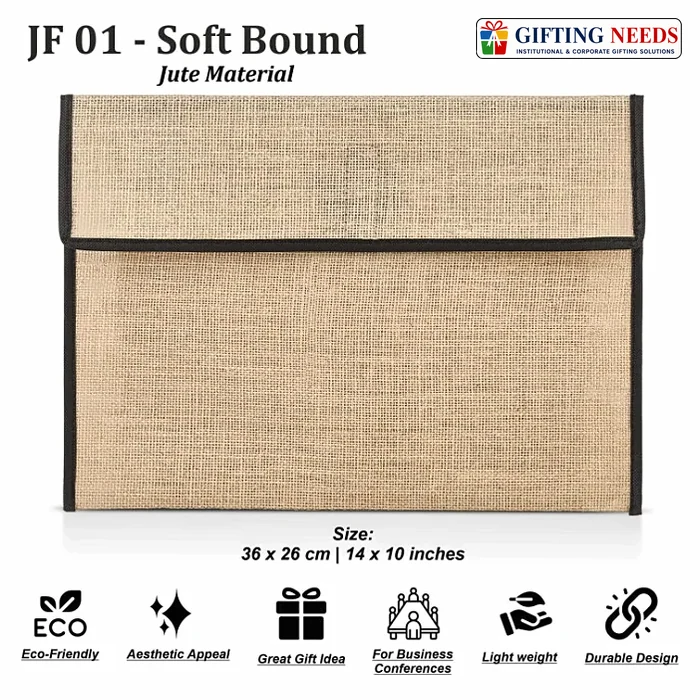 JF 01 - Soft Bound
Jute Material
GIFTING NEEDS
INSTITUTIONAL & CORPORATE GIFTING SOLUTIONS
Size:
36 x 26 cm | 14 x 10 inches
ECO
Eco-Friendly
Aesthetic Appeal
Great Gift Idea
For Business
Conferences
Light weight
Durable Design